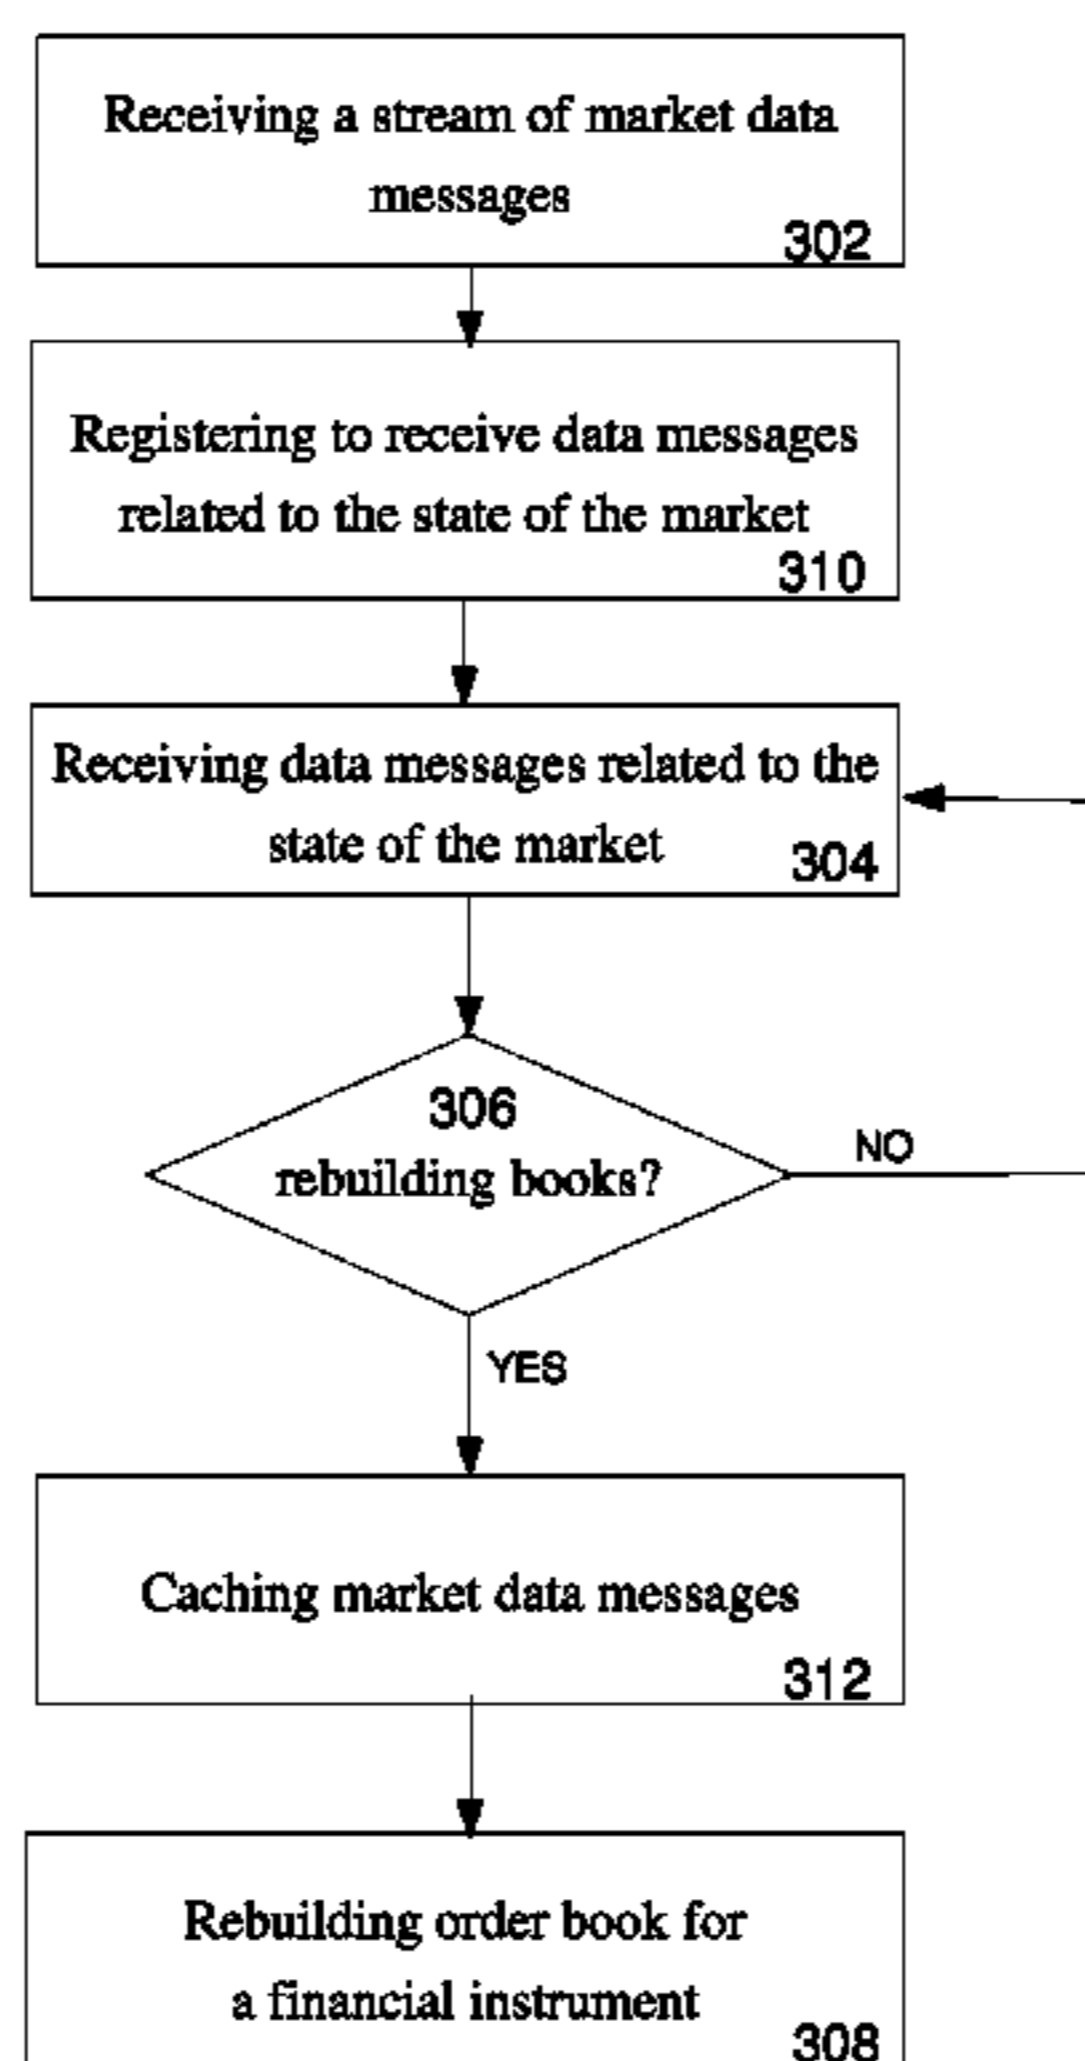 Receiving a stream of market data
messages
302
Registering to receive data messages
related to the state of the market
310
Receiving data messages related to the
state of the market
304
306
rebuilding books?
NO
YES
Caching market data messages
312
Rebuilding order book for
a financial instrument
308